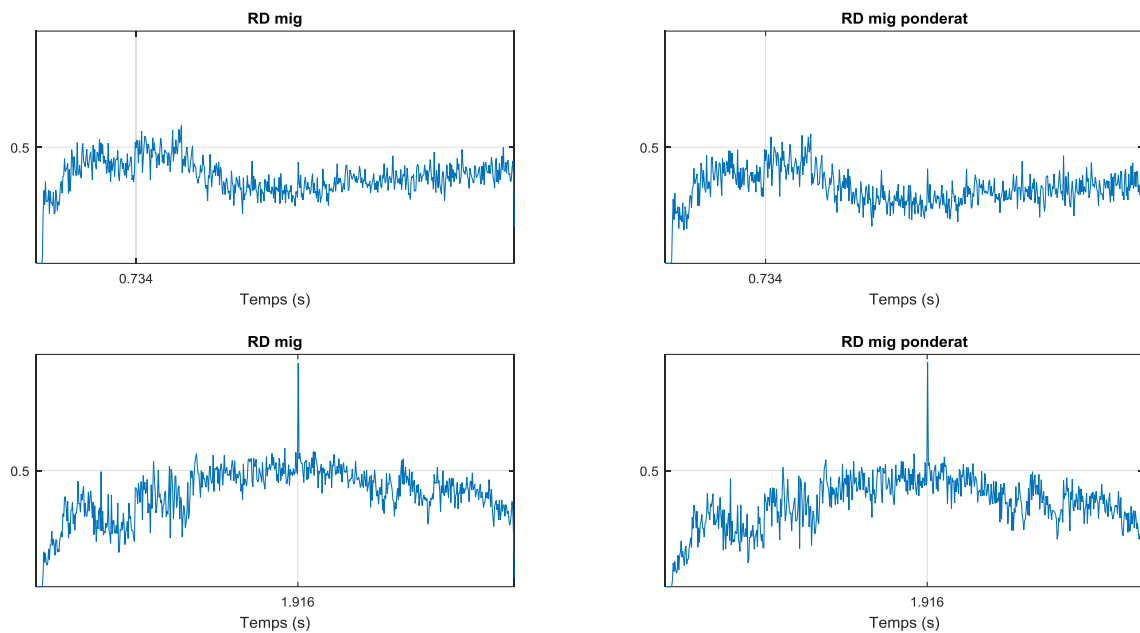 RD mig
0.5
0.734
Temps (s)
RD mig ponderat
0.5
0.734
Temps (s)
RD mig
0.5
1.916
Temps (s)
RD mig ponderat
0.5
1.916
Temps (s)